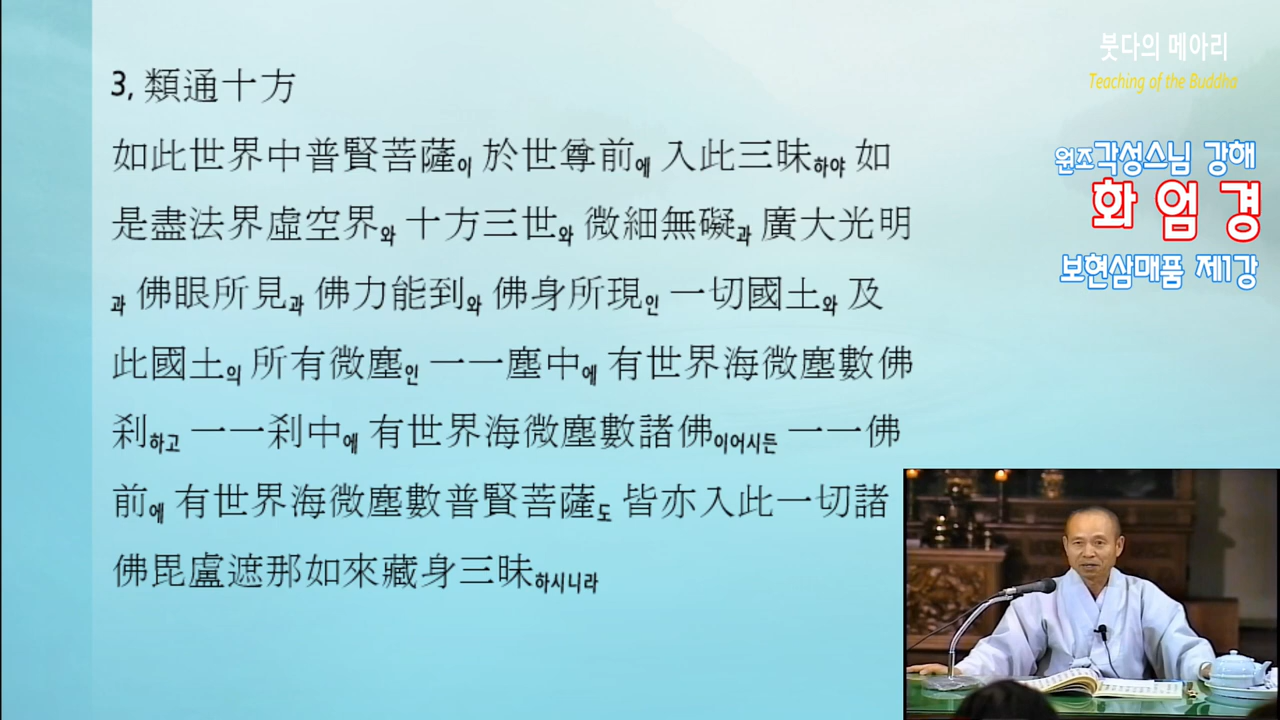 3, 類通十方
如此世界中普賢菩薩이 於世尊前에 入此三昧하야 如
是盡法界虛空界와 十方三世와 微細無礙과 廣大光明
과 佛眼所見과 佛力能到와 佛身所現인 一切國土와 及
此國土의 所有微塵인 一一塵中에 有世界海微塵數佛
刹하고 一一刹中에 有世界海微塵數諸佛이어시든 一一佛
前에 有世界海微塵數普賢菩薩도 皆亦入此一切諸
佛毘盧遮那如來藏身三昧하시니라
붓다의 메아리
Teaching of the Buddha
원조각성스님 강해
화엄경
보현삼매품 제1강